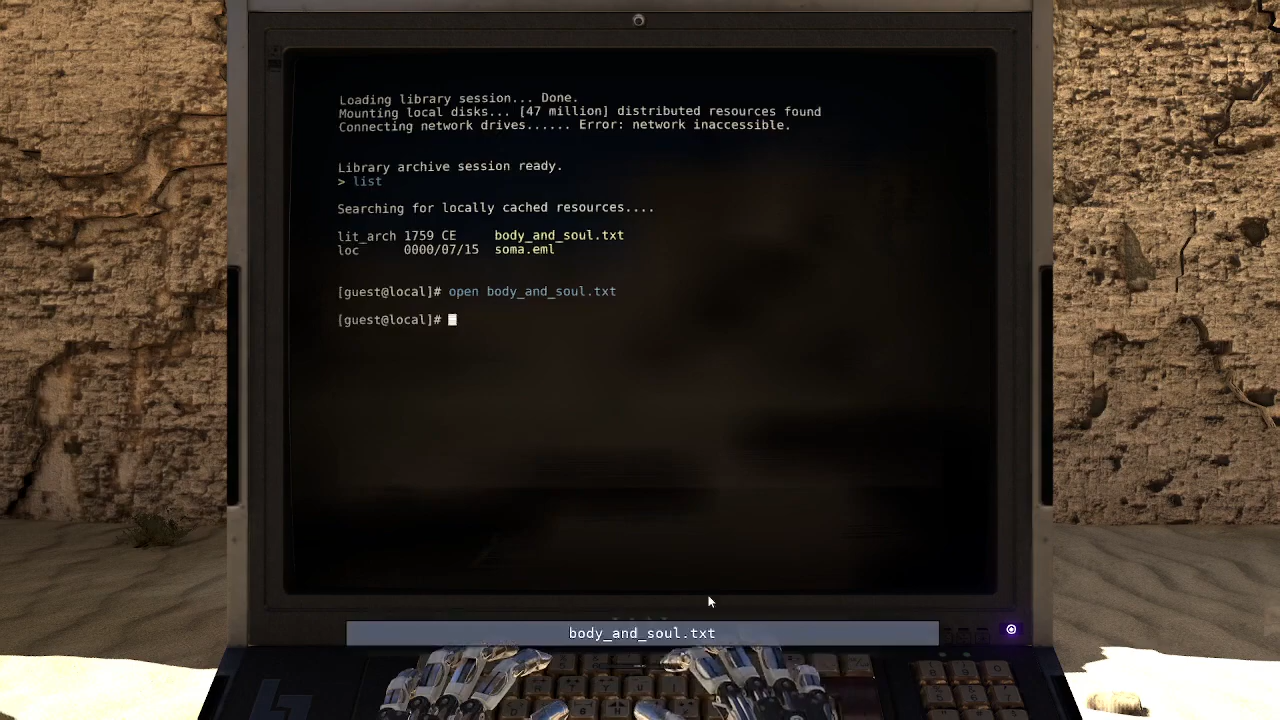 Loading library session... Done.
Mounting local disks... [47 million] distributed resources found
Connecting network drives...... Error: network inaccessible.
Library archive session ready.
> list
Searching for locally cached resources....
lit_arch 1759 CE body_and_soul.txt
loc 0000/07/15 soma.eml
[guest@local]# open body_and_soul.txt
[guest@local]#
body_and_soul.txt